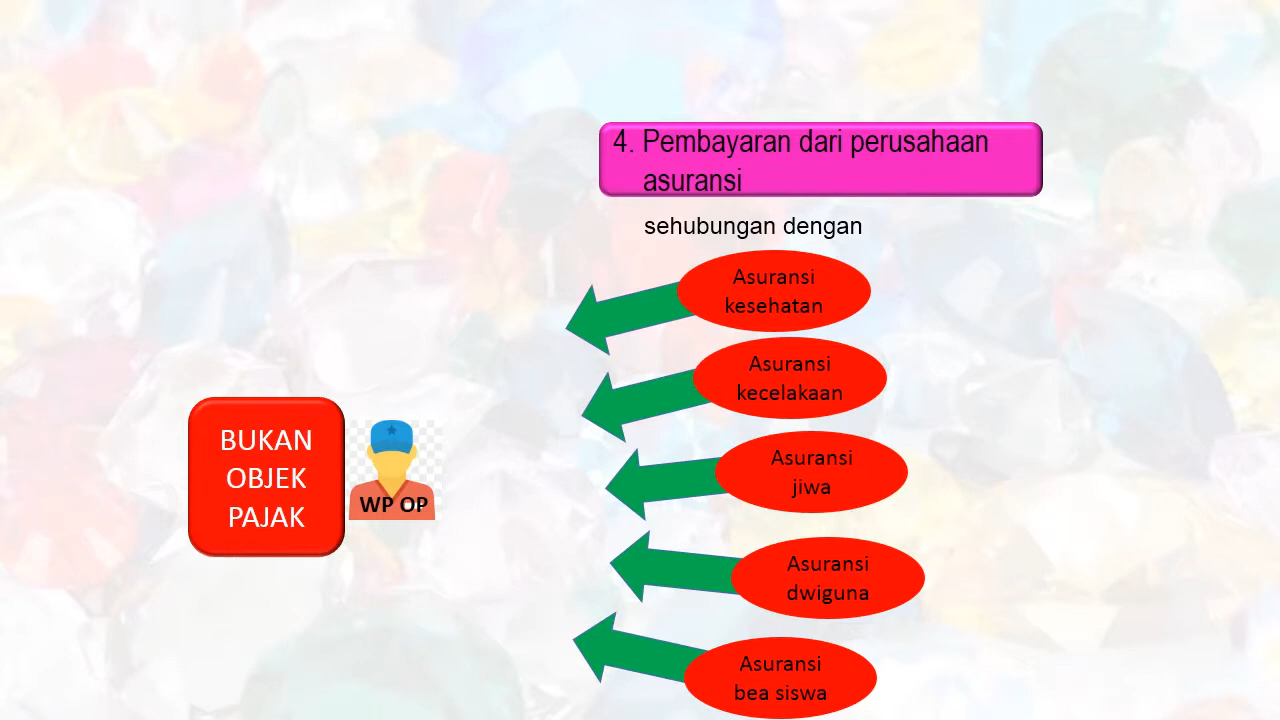 4. Pembayaran dari perusahaan
asuransi
sehubungan dengan
Asuransi
kesehatan
Asuransi
kecelakaan
BUKAN
OBJEK
PAJAK
WP OP
Asuransi
jiwa
Asuransi
dwiguna
Asuransi
bea siswa